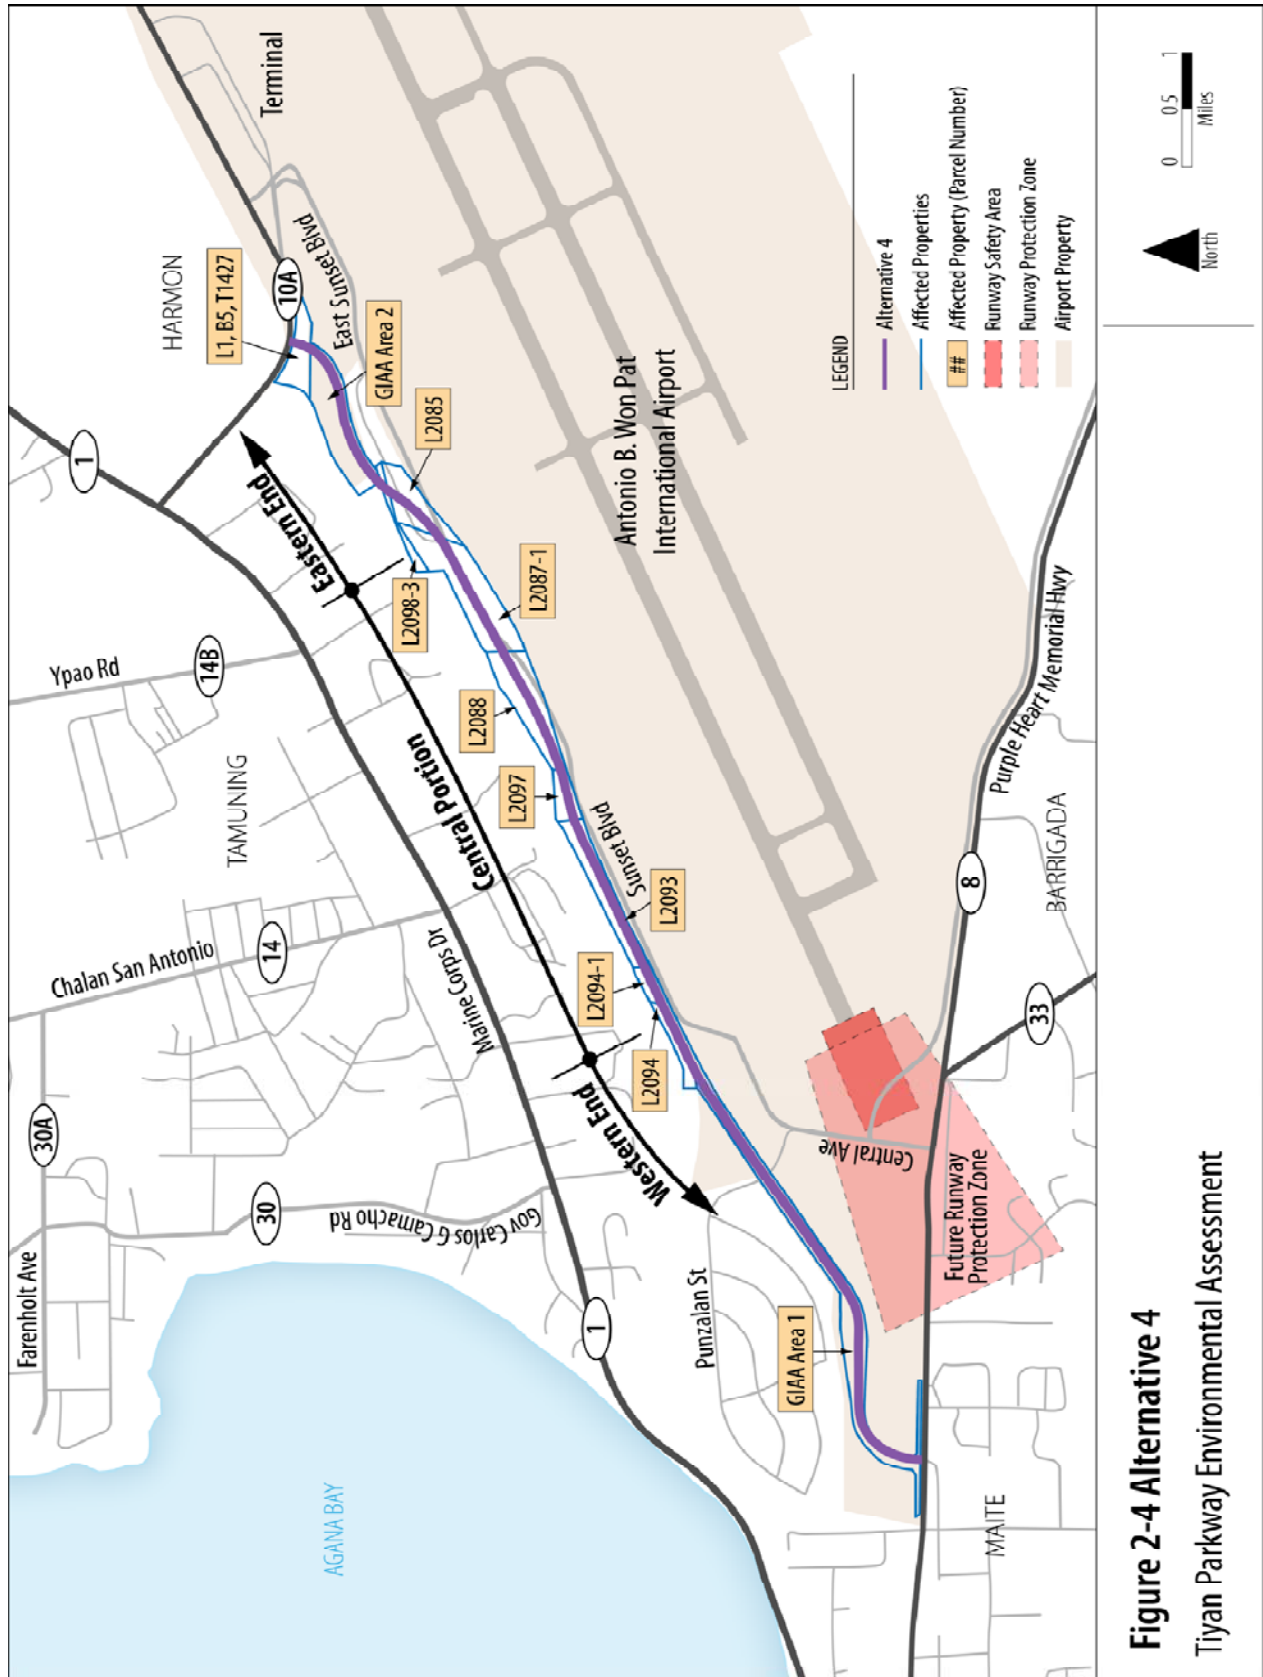 Terminal
HARMON
L1, B5, T1427
10A
East Sunset Blvd
GIAA Area 2
1
Eastern End
L2085
L2098-3
L2087-1
Ypao Rd
14B
L2088
TAMUNING
Central Portion
L2097
Sunset Blvd
L2093
Chalan San Antonio
14
Marine Corps Dr
L2094-1
L2094
30A
Farenholt Ave
30
Gov Carlos G Camacho Rd
Western End
1
Punzalan St
GIAA Area 1
AGANA BAY
Antonio B. Won Pat
International Airport
Purple Heart Memorial Hwy
8
BARRIGADA
33
Central Ave
Future Runway
Protection Zone
MAITE
LEGEND
Alternative 4
Affected Properties
## Affected Property (Parcel Number)
Runway Safety Area
Runway Protection Zone
Airport Property
Figure 2-4 Alternative 4
Tiyan Parkway Environmental Assessment
North
0 0.5 1
Miles